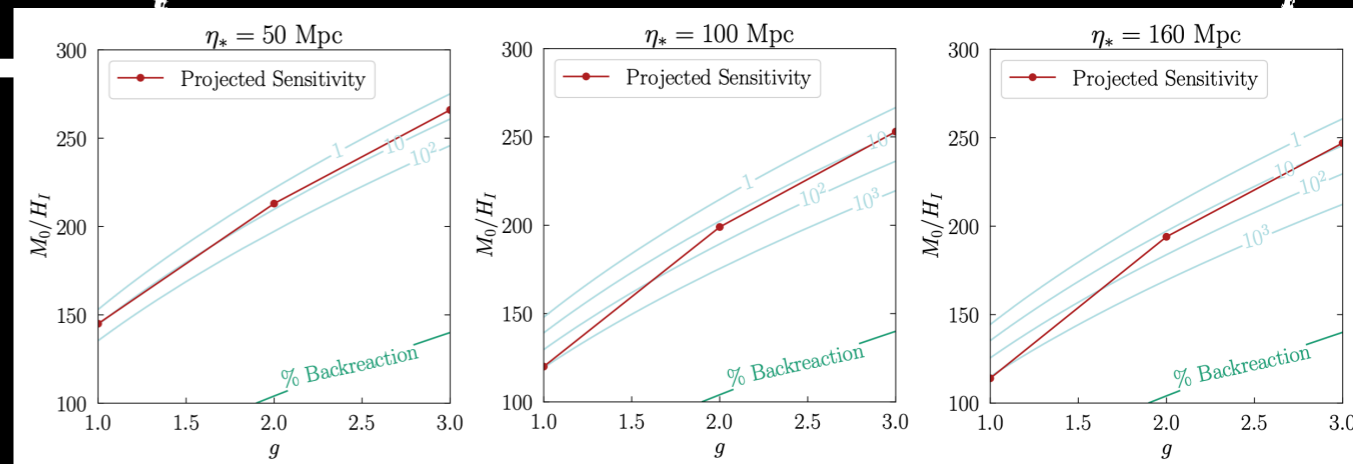 η* = 50 Mpc
300
250
200
150
100
M₀/H_I
Projected Sensitivity
1
10
10²
% Backreaction
1.0 1.5 2.0 2.5 3.0
g
η* = 100 Mpc
300
250
200
150
100
M₀/H_I
Projected Sensitivity
1
10
10²
10³
% Backreaction
1.0 1.5 2.0 2.5 3.0
g
η* = 160 Mpc
300
250
200
150
100
M₀/H_I
Projected Sensitivity
1
10
10²
10³
% Backreaction
1.0 1.5 2.0 2.5 3.0
g